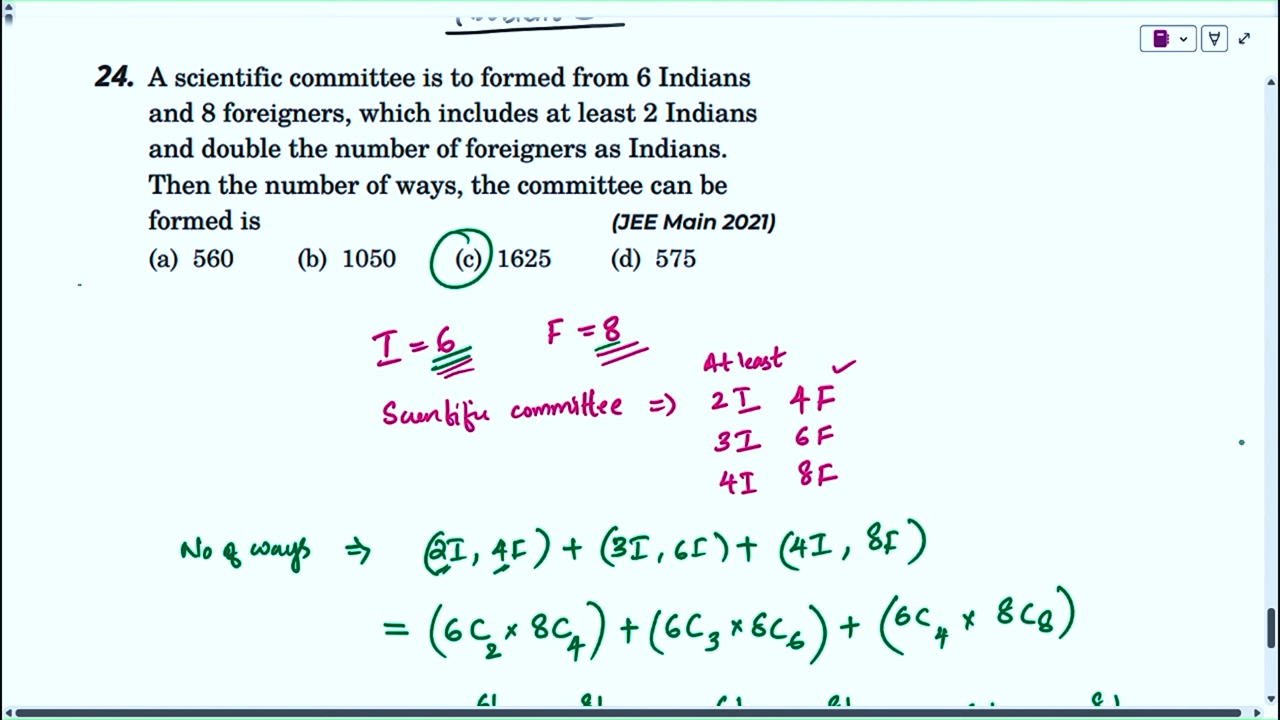 24. A scientific committee is to formed from 6 Indians
and 8 foreigners, which includes at least 2 Indians
and double the number of foreigners as Indians.
Then the number of ways, the committee can be
formed is (JEE Main 2021)
(a) 560 (b) 1050 (c) 1625 (d) 575
I = 6 F = 8
At least
Scientific committee => 2I 4F ✓
3I 6F
4I 8F
No of ways => (2I, 4F) + (3I, 6F) + (4I, 8F)
= (6C2 × 8C4) + (6C3 × 8C6) + (6C4 × 8C8)